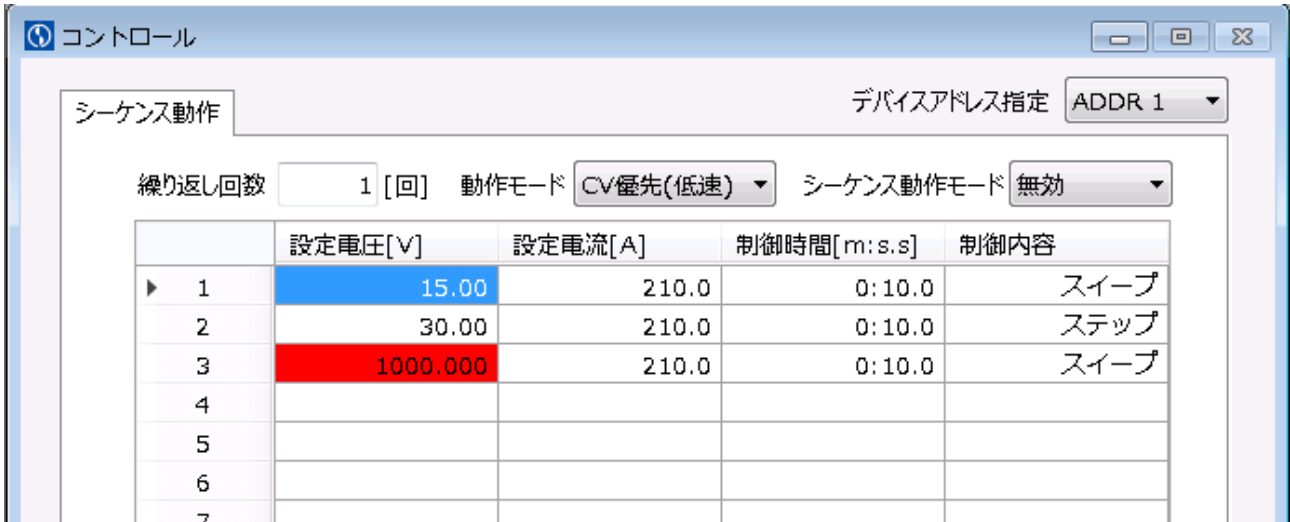 コントロール
シーケンス動作
デバイスアドレス指定 ADDR 1
繰り返し回数 1 [回] 動作モード CV優先(低速) シーケンス動作モード 無効
設定電圧[V] 設定電流[A] 制御時間[m:s.s] 制御内容
1 15.00 210.0 0:10.0 スイープ
2 30.00 210.0 0:10.0 ステップ
3 1000.000 210.0 0:10.0 スイープ
4
5
6
7